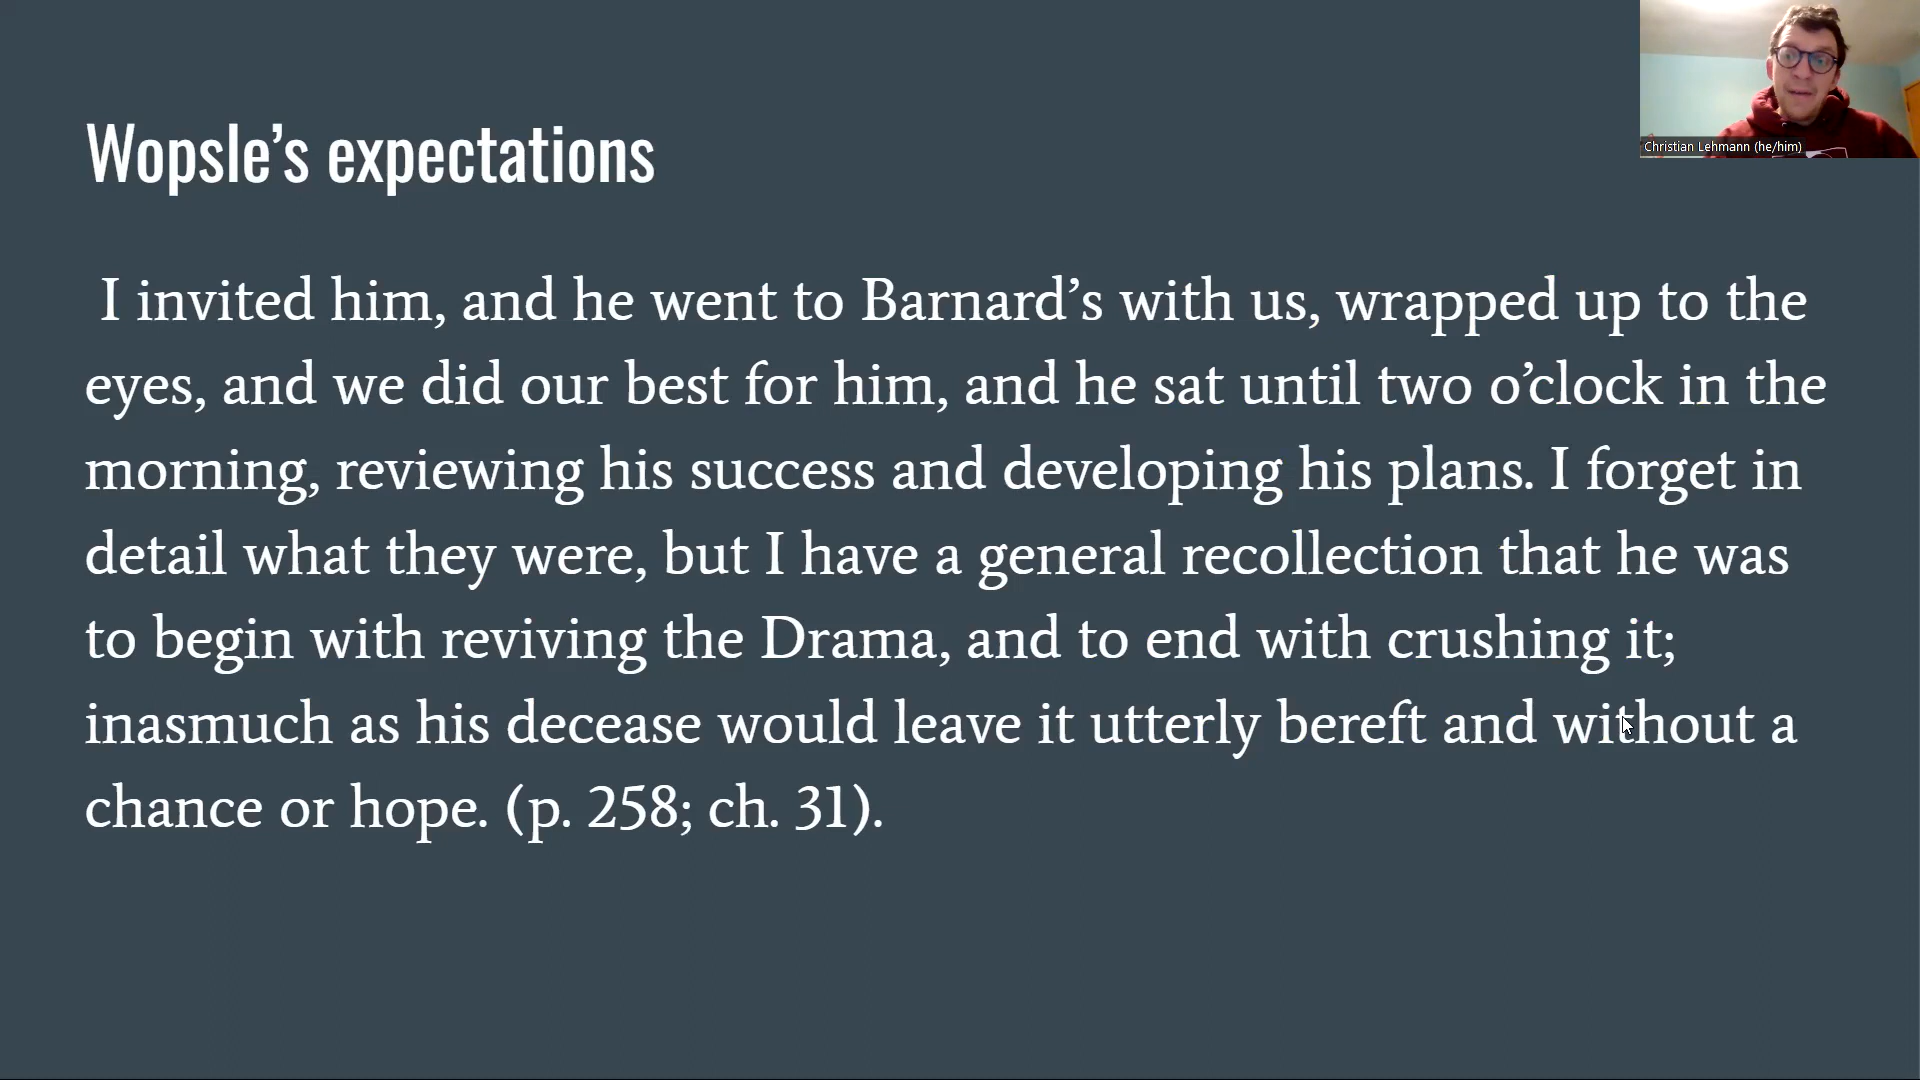 Christian Lehmann (he/him)
Wopsle’s expectations
I invited him, and he went to Barnard’s with us, wrapped up to the
eyes, and we did our best for him, and he sat until two o’clock in the
morning, reviewing his success and developing his plans. I forget in
detail what they were, but I have a general recollection that he was
to begin with reviving the Drama, and to end with crushing it;
inasmuch as his decease would leave it utterly bereft and without a
chance or hope. (p. 258; ch. 31).